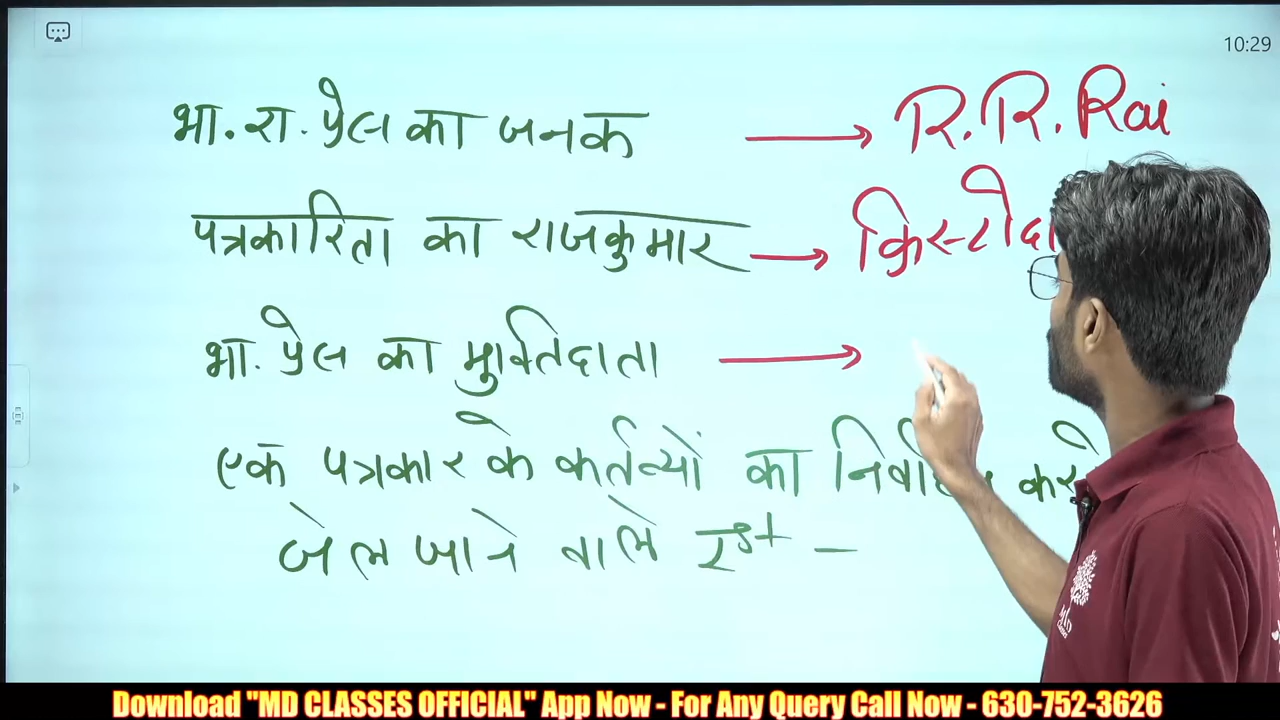 10:29
भा. रा. प्रेस का जनक → R. R. Rai
पत्रकारिता का राजकुमार → क्रिस्टोदा
भा. प्रेस का मुक्तिदाता →
एक पत्रकार के कर्तव्यों का निर्वाह करते
जेल जाने वाले 1st –
Download "MD CLASSES OFFICIAL" App Now - For Any Query Call Now - 630-752-3626